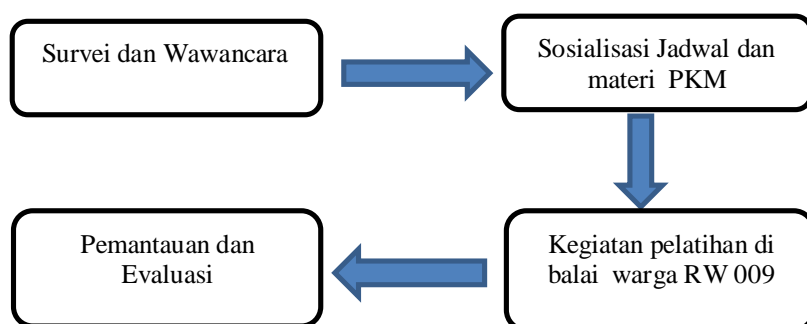 Survei dan Wawancara
Sosialisasi Jadwal dan
materi PKM
Kegiatan pelatihan di
balai warga RW 009
Pemantauan dan
Evaluasi